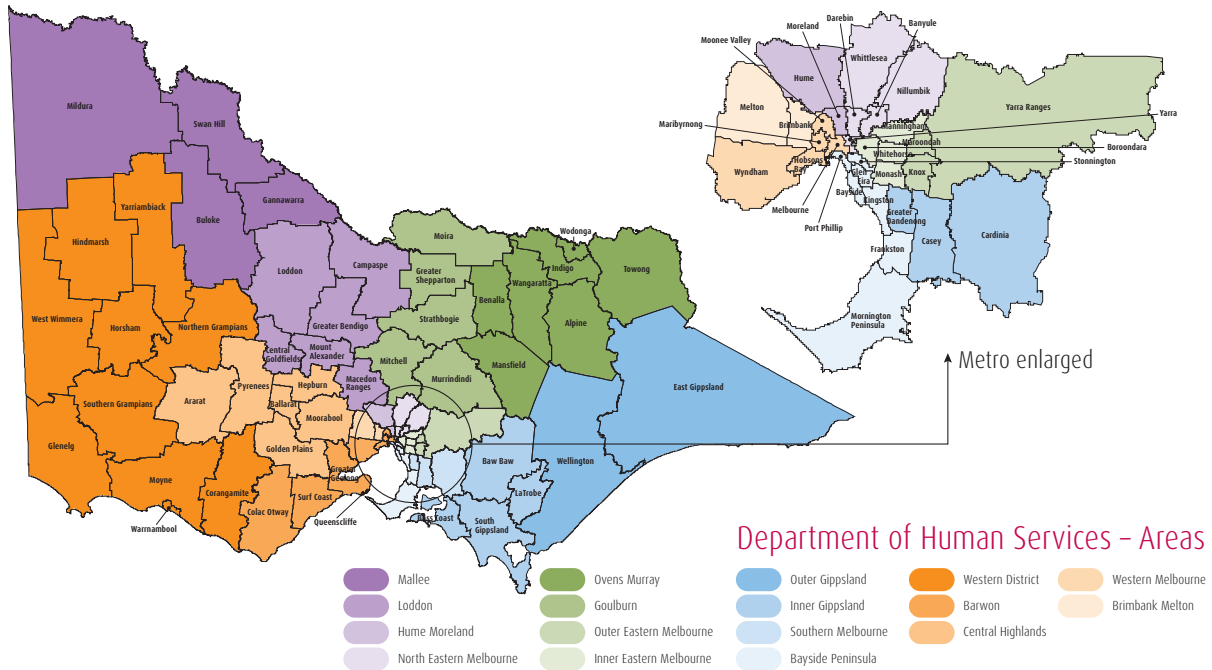 Mildura
Swan Hill
Gannawarra
Buloke
Yarriambiack
Hindmarsh
West Wimmera
Horsham
Northern Grampians
Southern Grampians
Glenelg
Moyne
Warrnambool
Corangamite
Colac Otway
Surf Coast
Queenscliffe
Greater
Geelong
Golden Plains
Ararat
Pyrenees
Ballarat
Hepburn
Moorabool
Loddon
Campaspe
Greater Bendigo
Central
Goldfields
Mount
Alexander
Macedon
Ranges
Moira
Greater
Shepparton
Strathbogie
Mitchell
Murrindindi
Wodonga
Indigo
Wangaratta
Benalla
Towong
Alpine
Mansfield
East Gippsland
Wellington
Baw Baw
LaTrobe
South
Gippsland
Bass Coast
Darebin
Moreland
Banyule
Moonee Valley
Whittlesea
Hume
Nillumbik
Melton
Yarra Ranges
Maribyrnong
Brimbank
Manningham
Yarra
Maroondah
Boroondara
Whitehorse
Stonnington
Hobsons
Bay
Wyndham
Glen
Eira
Monash
Knox
Bayside
Kingston
Melbourne
Port Phillip
Greater
Dandenong
Casey
Cardinia
Frankston
Mornington
Peninsula
Metro enlarged
Department of Human Services – Areas
Mallee
Loddon
Hume Moreland
North Eastern Melbourne
Ovens Murray
Goulburn
Outer Eastern Melbourne
Inner Eastern Melbourne
Outer Gippsland
Inner Gippsland
Southern Melbourne
Bayside Peninsula
Western District
Barwon
Central Highlands
Western Melbourne
Brimbank Melton